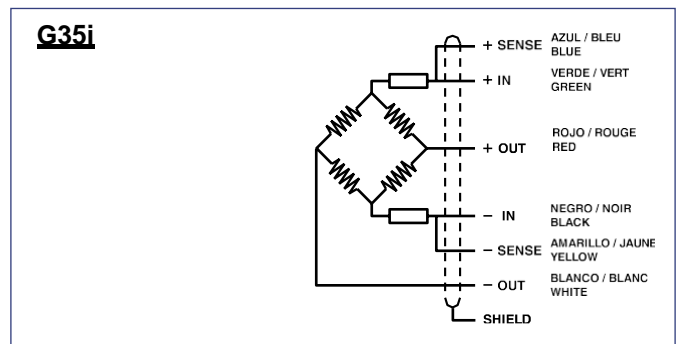 G35i
+ SENSE AZUL / BLEU
BLUE
+ IN VERDE / VERT
GREEN
+ OUT ROJO / ROUGE
RED
− IN NEGRO / NOIR
BLACK
− SENSE AMARILLO / JAUNE
YELLOW
− OUT BLANCO / BLANC
WHITE
SHIELD